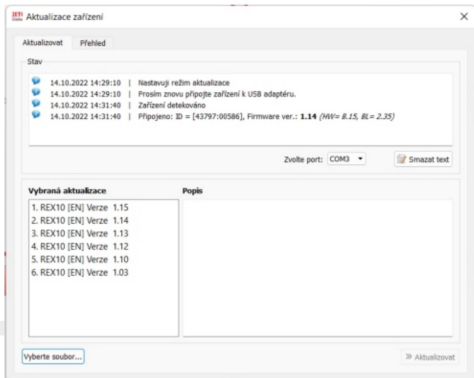 JETI
Aktualizace zařízení
Aktualizovat Přehled
Stav
14.10.2022 14:29:10 | Nastavuji režim aktualizace
14.10.2022 14:29:10 | Prosím znovu připojte zařízení k USB adaptéru.
14.10.2022 14:31:40 | Zařízení detekováno
14.10.2022 14:31:40 | Připojeno: ID = [43797:00586], Firmware ver.: 1.14 (HW= 8.15, BL= 2.35)
Zvolte port: COM3 Smazat text
Vybraná aktualizace Popis
1. REX10 [EN] Verze 1.15
2. REX10 [EN] Verze 1.14
3. REX10 [EN] Verze 1.13
4. REX10 [EN] Verze 1.12
5. REX10 [EN] Verze 1.10
6. REX10 [EN] Verze 1.03
Vyberte soubor... Aktualizovat